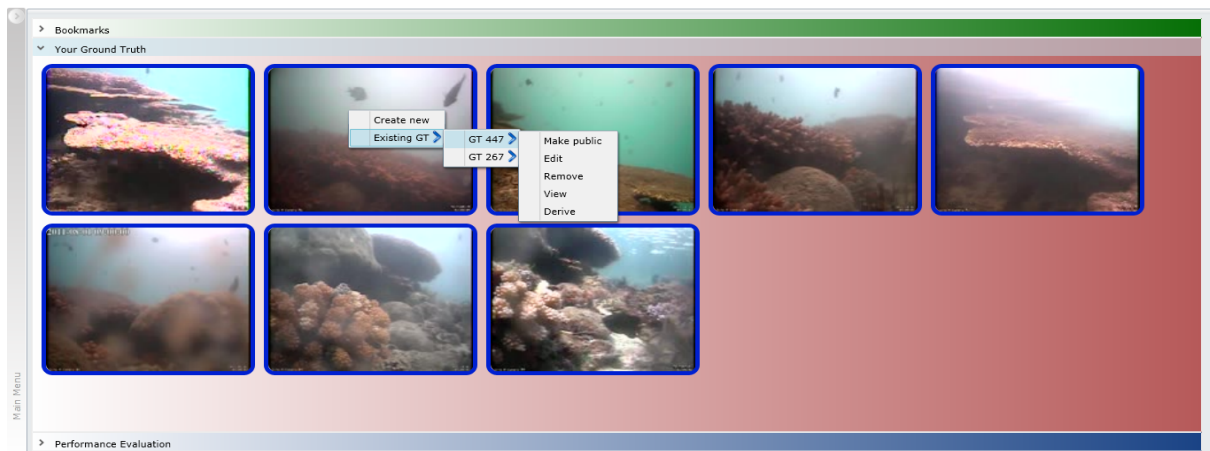 Bookmarks
Your Ground Truth
Create new
Existing GT
GT 447
GT 267
Make public
Edit
Remove
View
Derive
Main Menu
Performance Evaluation